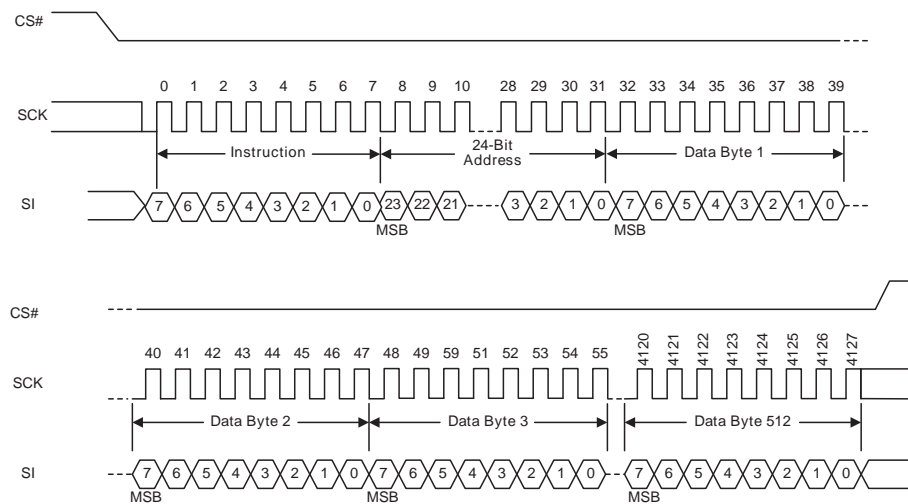 CS#
0 1 2 3 4 5 6 7 8 9 10 28 29 30 31 32 33 34 35 36 37 38 39
SCK
Instruction 24-Bit Address Data Byte 1
SI 7 6 5 4 3 2 1 0 23 22 21 3 2 1 0 7 6 5 4 3 2 1 0
MSB MSB
CS#
40 41 42 43 44 45 46 47 48 49 59 51 52 53 54 55 4120 4121 4122 4123 4124 4125 4126 4127
SCK
Data Byte 2 Data Byte 3 Data Byte 512
SI 7 6 5 4 3 2 1 0 7 6 5 4 3 2 1 0 7 6 5 4 3 2 1 0
MSB MSB MSB